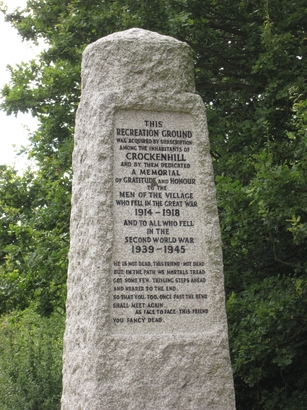 THIS
RECREATION GROUND
WAS ACQUIRED BY SUBSCRIPTION
AMONG THE INHABITANTS OF
CROCKENHILL
AND BY THEM DEDICATED
A MEMORIAL
OF GRATITUDE AND HONOUR
TO THE
MEN OF THE VILLAGE
WHO FELL IN THE GREAT WAR
1914-1918
AND TO ALL WHO FELL
IN THE
SECOND WORLD WAR
1939-1945
HE IS NOT DEAD, THIS FRIEND-NOT DEAD
BUT, IN THE PATH, WE MORTALS TREAD
GOT SOME FEW, TRIFLING STEPS AHEAD
AND NEARER TO THE END.
SO THAT YOU, TOO, ONCE PAST THE BEND
SHALL MEET AGAIN,
AS FACE TO FACE, THIS FRIEND
YOU FANCY DEAD.